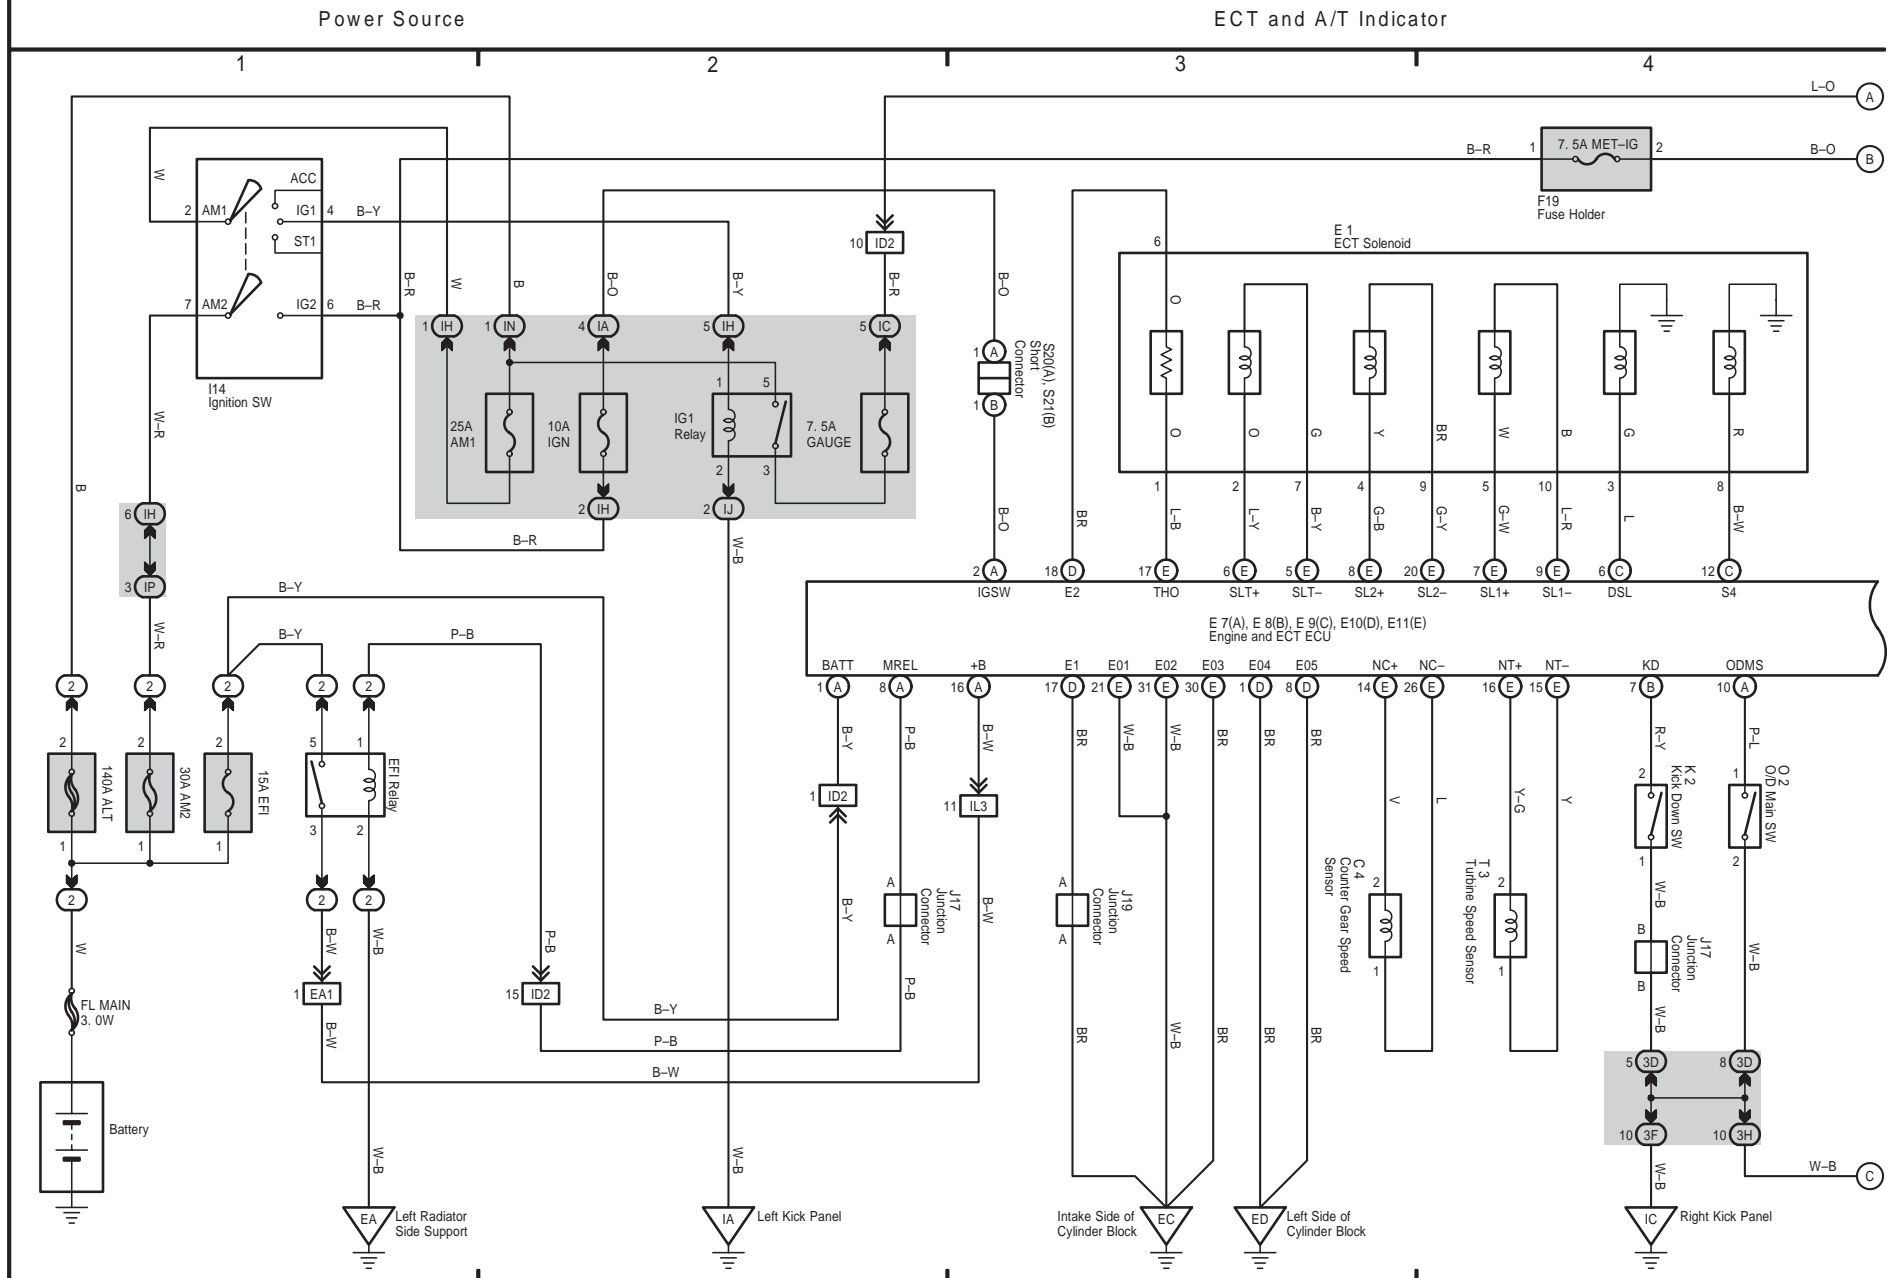 Power Source
ECT and A/T Indicator
1
2
3
4
L–O
A
B–R
1
7. 5A MET–IG
2
B–O
B
F19
Fuse Holder
W
ACC
2
AM1
IG1
4
B–Y
ST1
7
AM2
IG2
6
B–R
I14
Ignition SW
B–R
W
B
B–O
B–Y
10
ID2
B–R
B–O
1
IH
1
IN
4
IA
5
IH
5
IC
25A
AM1
10A
IGN
IG1
Relay
1
5
2
3
7. 5A
GAUGE
2
IH
2
IJ
B–R
W–B
1
A
1
B
S20(A), S21(B)
Short
Connector
B–O
BR
E 1
ECT Solenoid
6
O
O
O
G
Y
BR
W
B
G
R
1
2
7
4
9
5
10
3
8
L–B
L–Y
B–Y
G–B
G–Y
G–W
L–R
L
B–W
W–R
B
6
IH
3
IP
W–R
2
A
18
D
17
E
6
E
5
E
8
E
20
E
7
E
9
E
6
C
12
C
IGSW
E2
THO
SLT+
SLT–
SL2+
SL2–
SL1+
SL1–
DSL
S4
E 7(A), E 8(B), E 9(C), E10(D), E11(E)
Engine and ECT ECU
BATT
MREL
+B
E1
E01
E02
E03
E04
E05
NC+
NC–
NT+
NT–
KD
ODMS
1
A
8
A
16
A
17
D
21
E
31
E
30
E
1
D
8
D
14
E
26
E
16
E
15
E
7
B
10
A
B–Y
B–Y
P–B
2
2
2
2
2
2
2
2
5
1
140A ALT
30A AM2
15A EFI
EFI Relay
1
1
1
3
2
2
2
2
W
B–W
W–B
P–B
FL MAIN
3. 0W
1
EA1
B–W
15
ID2
B–Y
P–B
B–W
Battery
W–B
W–B
EA
Left Radiator
Side Support
IA
Left Kick Panel
B–Y
P–B
B–W
1
ID2
11
IL3
B–Y
B–W
A
A
J17
Junction
Connector
P–B
BR
W–B
W–B
BR
BR
BR
A
A
J19
Junction
Connector
BR
W–B
BR
BR
BR
Intake Side of
Cylinder Block
EC
ED
Left Side of
Cylinder Block
V
L
2
1
C 4
Counter Gear Speed
Sensor
Y–G
Y
2
1
T 3
Turbine Speed Sensor
R–Y
P–L
2
1
K 2
Kick Down SW
1
2
O 2
O/D Main SW
W–B
W–B
B
B
J17
Junction
Connector
W–B
5
3D
8
3D
10
3F
10
3H
W–B
W–B
C
IC
Right Kick Panel